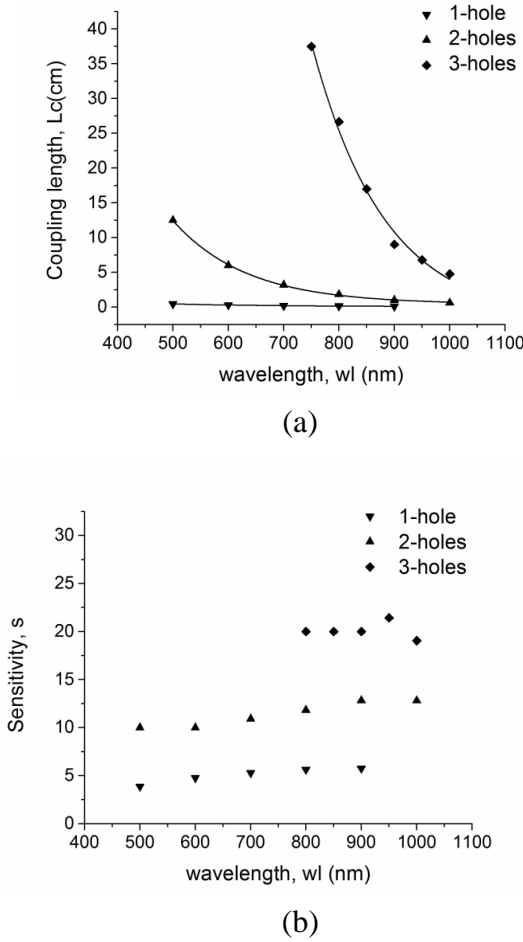 1-hole
2-holes
3-holes
40
35
30
25
20
15
10
5
0
Coupling length, Lc(cm)
400 500 600 700 800 900 1000 1100
wavelength, wl (nm)
(a)
1-hole
2-holes
3-holes
30
25
20
15
10
5
0
Sensitivity, s
400 500 600 700 800 900 1000 1100
wavelength, wl (nm)
(b)